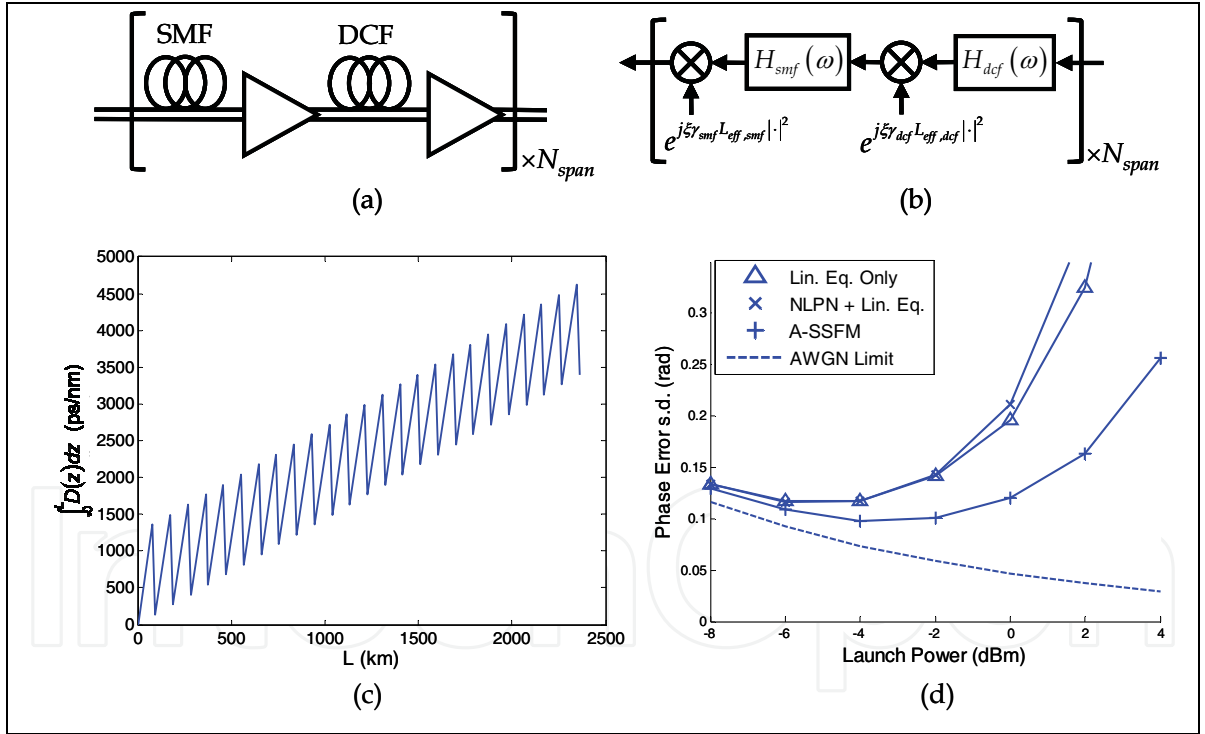 SMF DCF
×N_span
(a)
H_smf(ω) H_dcf(ω)
e^{jξγ_smf L_eff,smf|·|^2} e^{jξγ_dcf L_eff,dcf|·|^2}
×N_span
(b)
5000
4500
4000
3500
3000
2500
2000
1500
1000
500
0
0 500 1000 1500 2000 2500
L (km)
D(z)dz (ps/nm)
(c)
Lin. Eq. Only
NLPN + Lin. Eq.
A-SSFM
AWGN Limit
0.3
0.25
0.2
0.15
0.1
0.05
0
-8 -6 -4 -2 0 2 4
Launch Power (dBm)
Phase Error s.d. (rad)
(d)